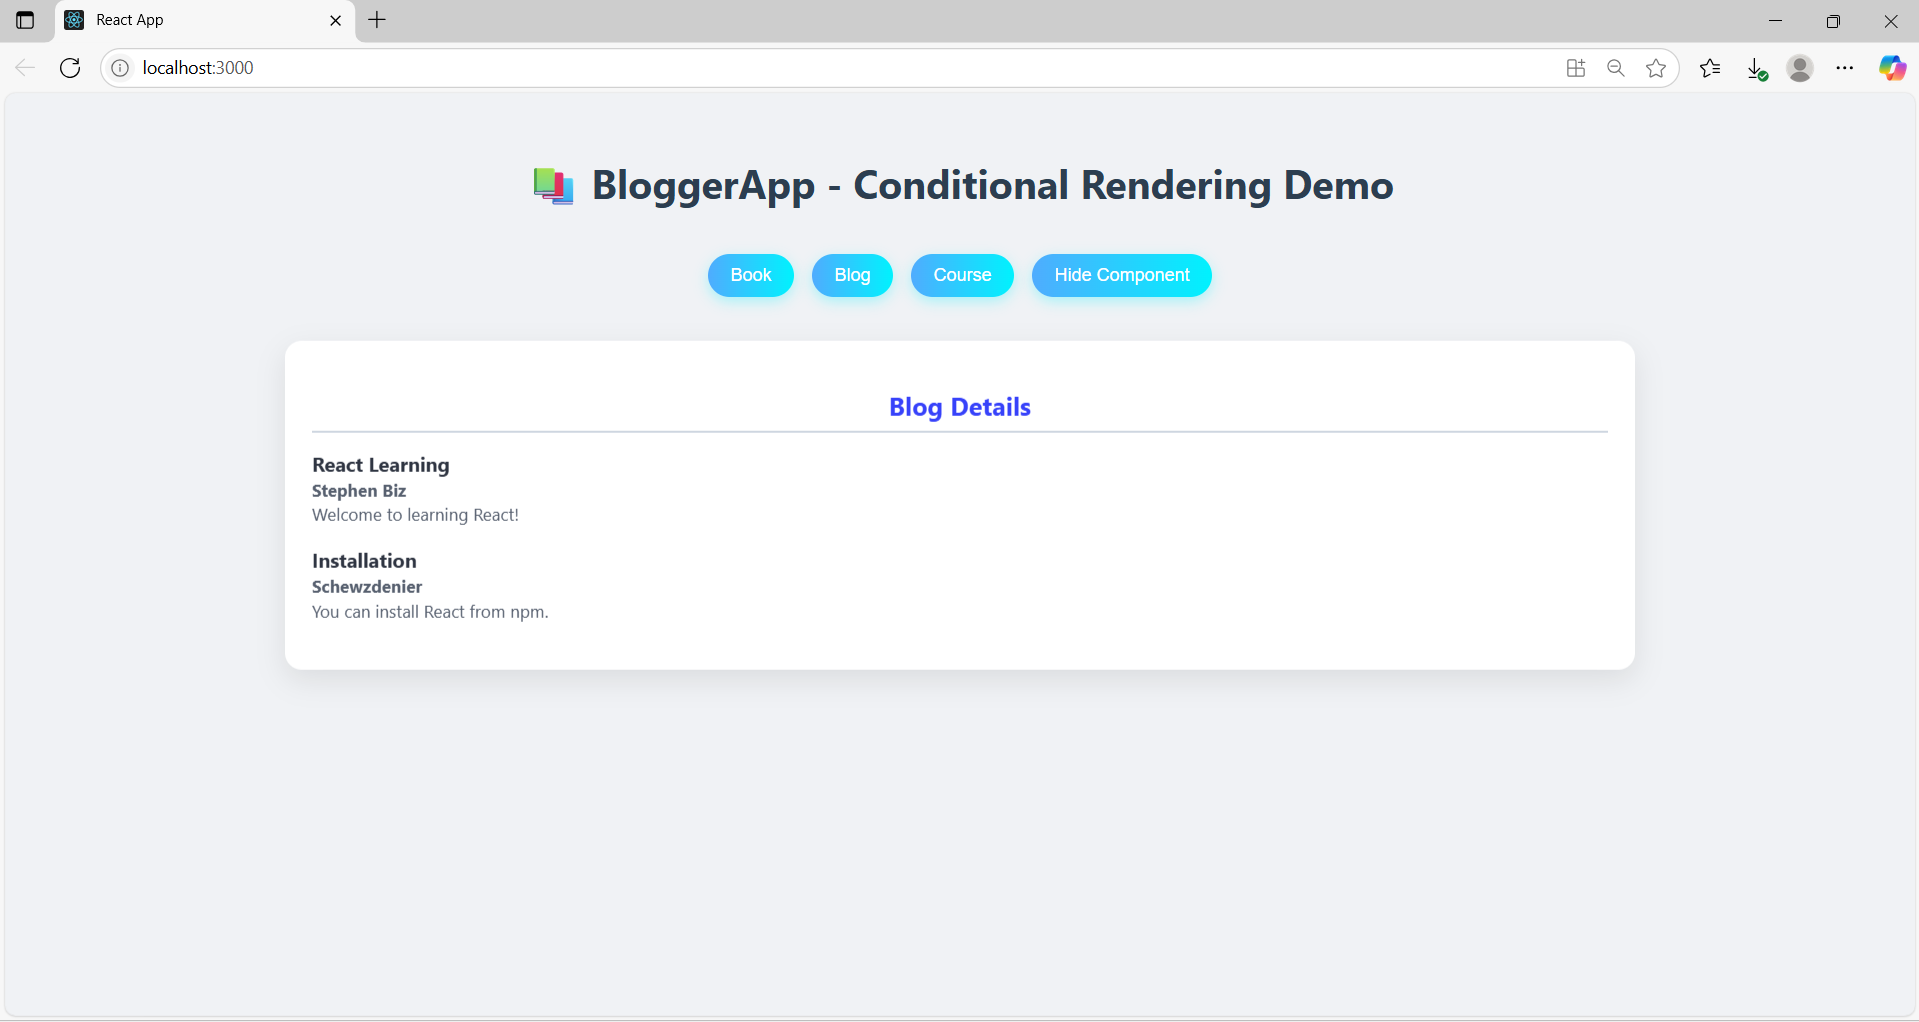 React App
localhost:3000
BloggerApp - Conditional Rendering Demo
Book Blog Course Hide Component
Blog Details
React Learning
Stephen Biz
Welcome to learning React!
Installation
Schewzdenier
You can install React from npm.